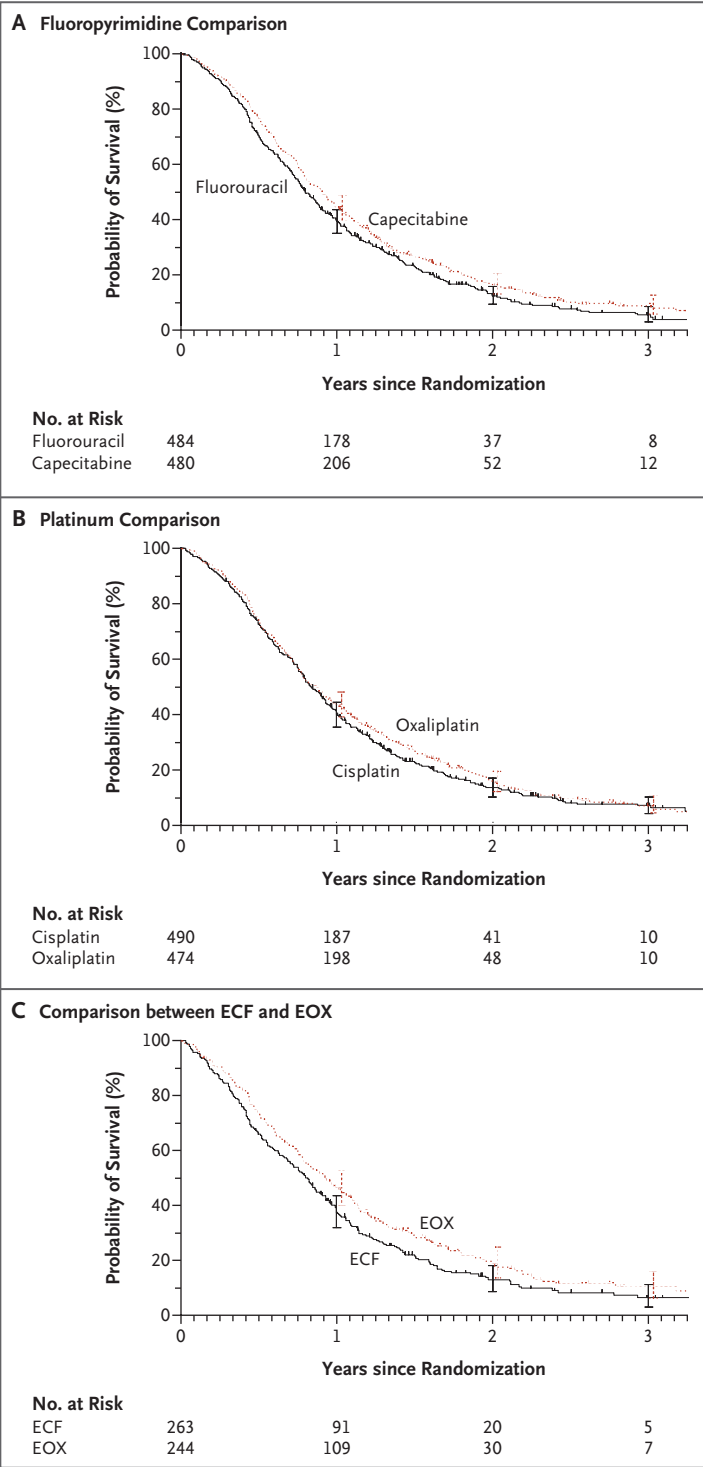 A Fluoropyrimidine Comparison
100
80
60
40
20
0
Probability of Survival (%)
Fluorouracil
Capecitabine
0 1 2 3
Years since Randomization
No. at Risk
Fluorouracil 484 178 37 8
Capecitabine 480 206 52 12
B Platinum Comparison
100
80
60
40
20
0
Probability of Survival (%)
Oxaliplatin
Cisplatin
0 1 2 3
Years since Randomization
No. at Risk
Cisplatin 490 187 41 10
Oxaliplatin 474 198 48 10
C Comparison between ECF and EOX
100
80
60
40
20
0
Probability of Survival (%)
EOX
ECF
0 1 2 3
Years since Randomization
No. at Risk
ECF 263 91 20 5
EOX 244 109 30 7